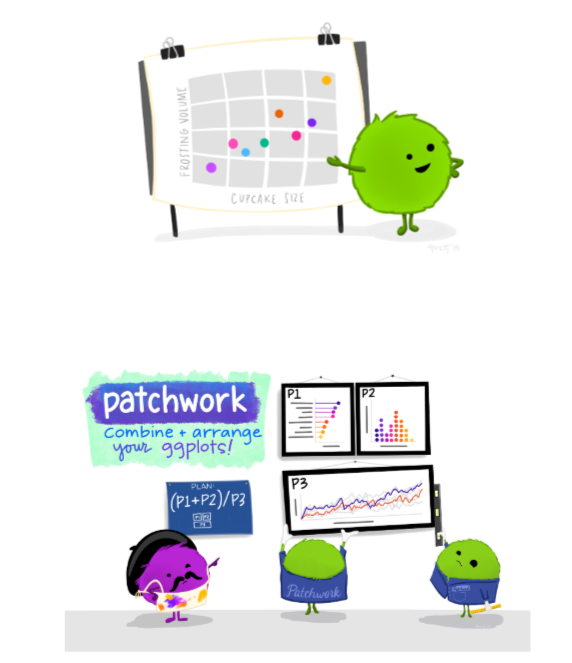 FROSTING VOLUME
CUPCAKE SIZE
patchwork
Combine + arrange
your ggplots!
P1
P2
P3
PLAN:
(P1+P2)/P3
Patchwork